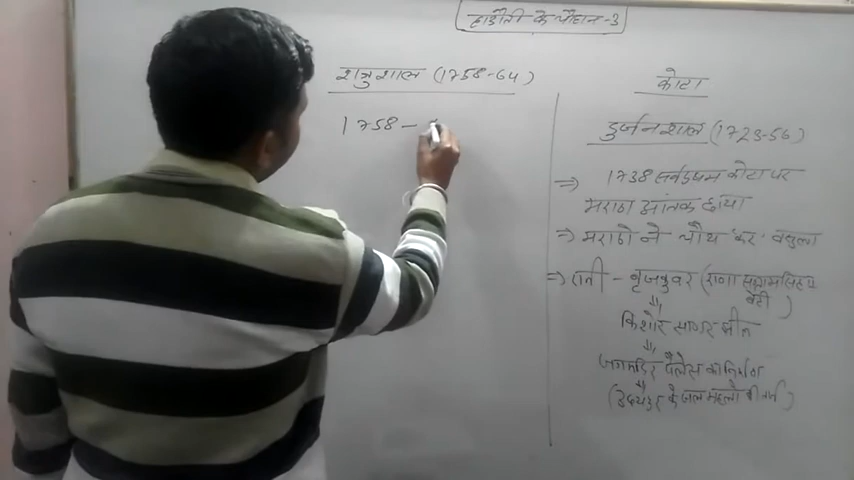 हाडौती के चौहान-3
शत्रुशाल (1758-64)
1758 -
कोटा
दुर्जनशाल (1723-56)
⇒ 1738 सर्वप्रथम कोटा पर
मराठा आंतक छाया
⇒ मराठो ने चौथ 'कर' वसुला
⇒ रानी - बृजकुवर (राणा संग्रामसिंह
बेटी )
किशोर सागर झील
जगमंदिर पैलेस का निर्माण
(उदयपुर के जल महलो की तर्ज)